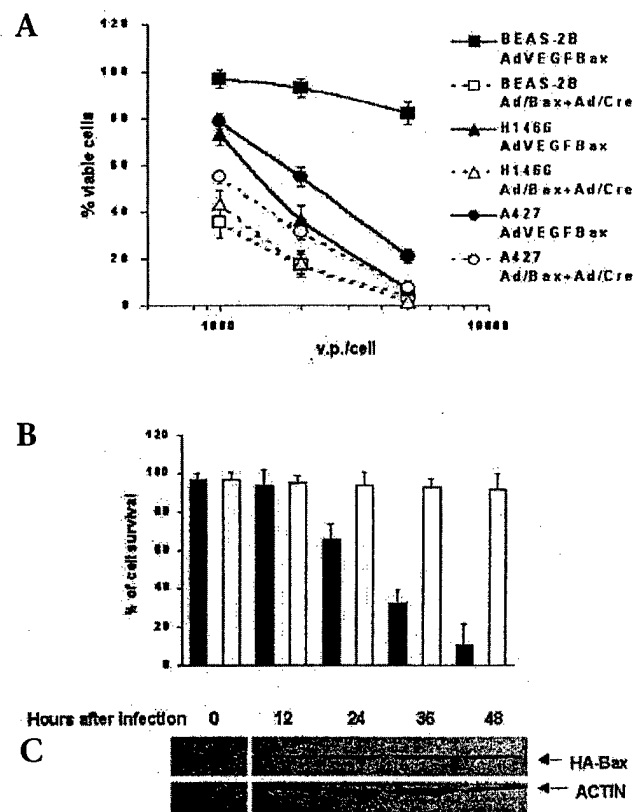 A
120
100
80
60
40
20
0
% viable cells
1000
10000
v.p./cell
BEAS-2B
AdVEGFBax
BEAS-2B
Ad/Bax+Ad/Cre
H1466
AdVEGFBax
H1466
Ad/Bax+Ad/Cre
A427
AdVEGFBax
A427
Ad/Bax+Ad/Cre
B
120
100
80
60
40
20
0
% of cell survival
Hours after infection 0 12 24 36 48
C
HA-Bax
ACTIN